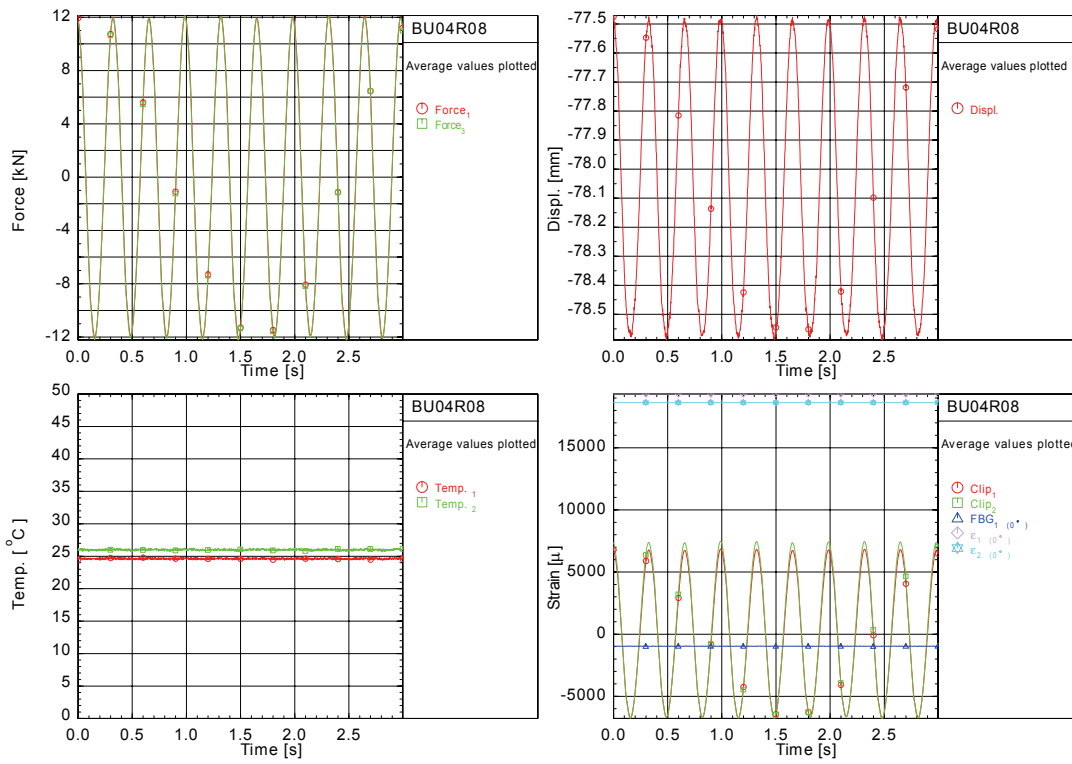 12
8
4
0
-4
-8
-12
Force [kN]
0.0 0.5 1.0 1.5 2.0 2.5
Time [s]
BU04R08
Average values plotted
Force1
Force3
-77.5
-77.6
-77.7
-77.8
-77.9
-78.0
-78.1
-78.2
-78.3
-78.4
-78.5
Displ. [mm]
0.0 0.5 1.0 1.5 2.0 2.5
Time [s]
BU04R08
Average values plotted
Displ.
50
45
40
35
30
25
20
15
10
5
0
Temp. [ °C]
0.0 0.5 1.0 1.5 2.0 2.5
Time [s]
BU04R08
Average values plotted
Temp. 1
Temp. 2
15000
10000
5000
0
-5000
Strain [µ]
0.0 0.5 1.0 1.5 2.0 2.5
Time [s]
BU04R08
Average values plotted
Clip1
Clip2
FBG1 (0°)
ε1 (0°)
ε2 (0°)